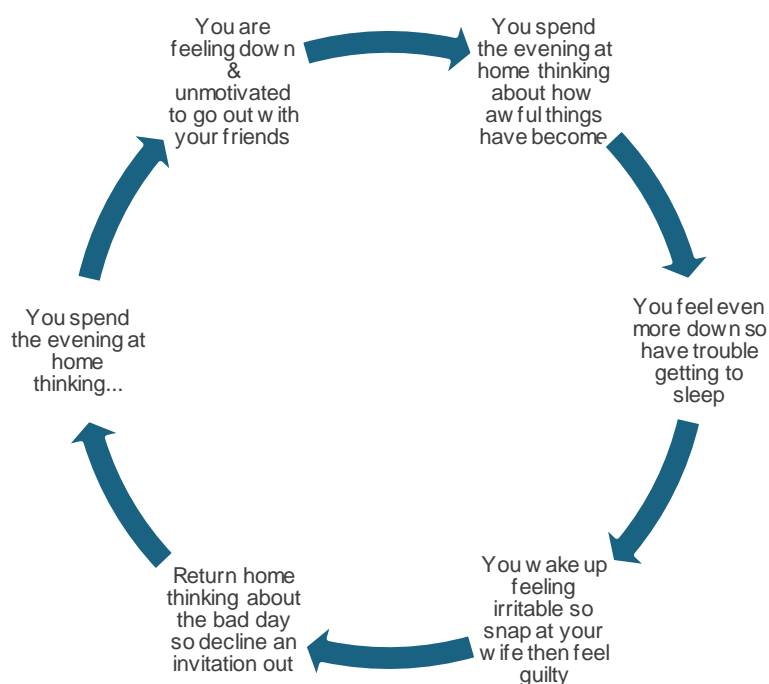 You are
feeling down
&
unmotivated
to go out with
your friends
You spend
the evening at
home thinking
about how
awful things
have become
You feel even
more down so
have trouble
getting to
sleep
You wake up
feeling
irritable so
snap at your
wife then feel
guilty
Return home
thinking about
the bad day
so decline an
invitation out
You spend
the evening at
home
thinking...